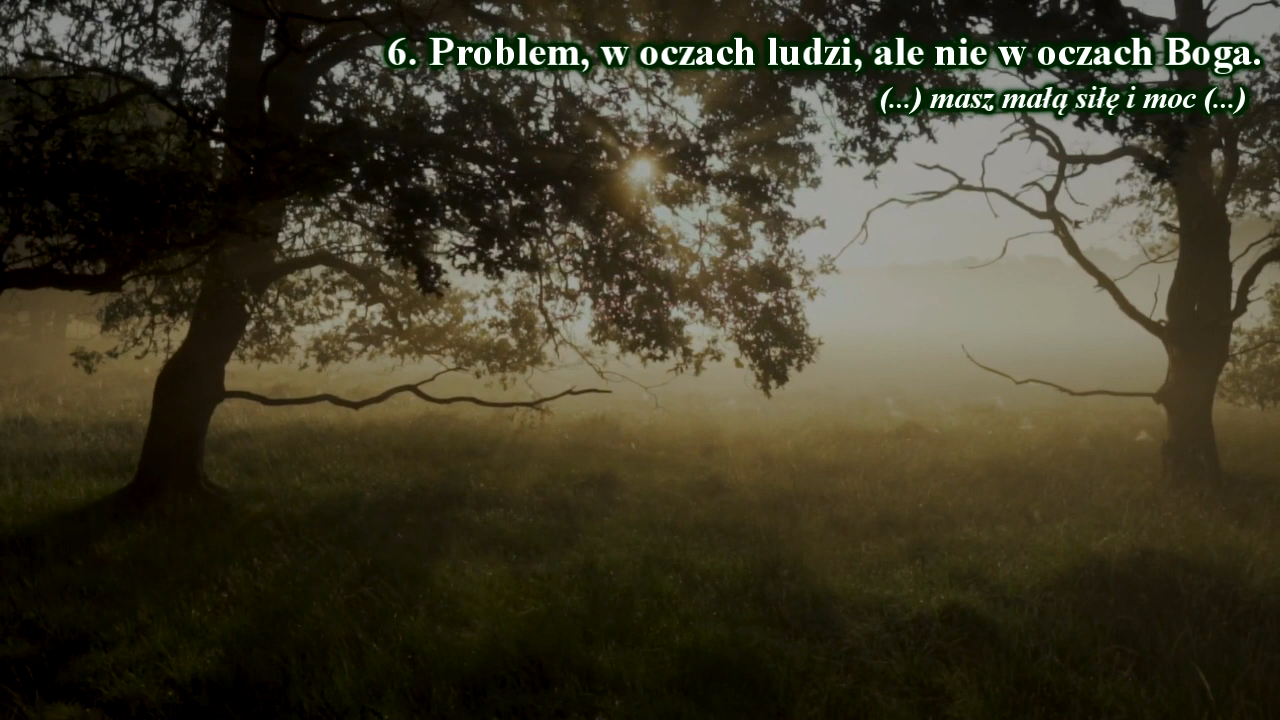 6. Problem, w oczach ludzi, ale nie w oczach Boga.
(...) masz małą siłę i moc (...)